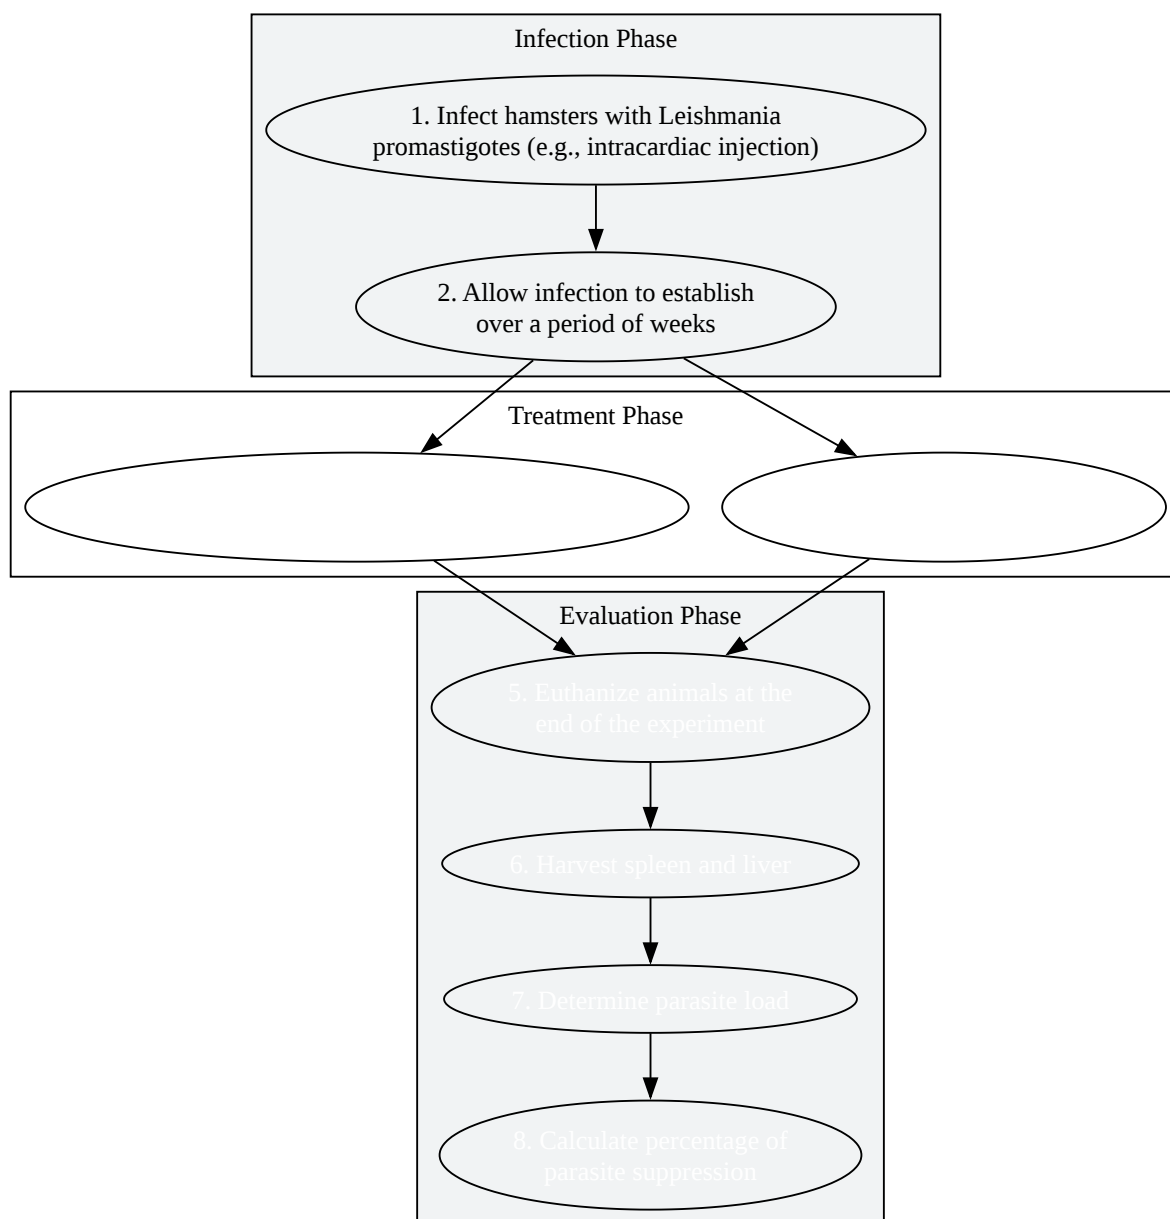 Infection Phase
1. Infect hamsters with Leishmania
promastigotes (e.g., intracardiac injection)
2. Allow infection to establish
over a period of weeks
Treatment Phase
Evaluation Phase
5. Euthanize animals at the
end of the experiment
6. Harvest spleen and liver
7. Determine parasite load
8. Calculate percentage of
parasite suppression